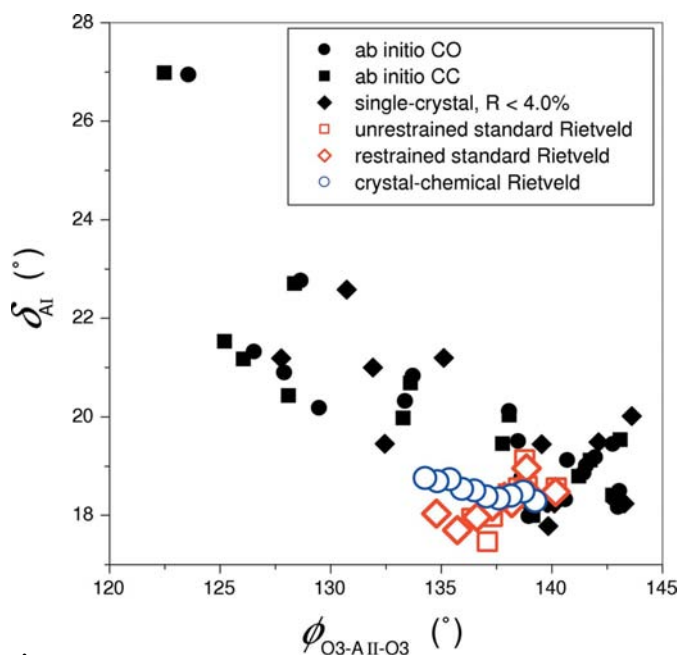 28
26
24
22
20
18
δAI (°)
ab initio CO
ab initio CC
single-crystal, R < 4.0%
unrestrained standard Rietveld
restrained standard Rietveld
crystal-chemical Rietveld
120 125 130 135 140 145
ϕO3-AII-O3 (°)